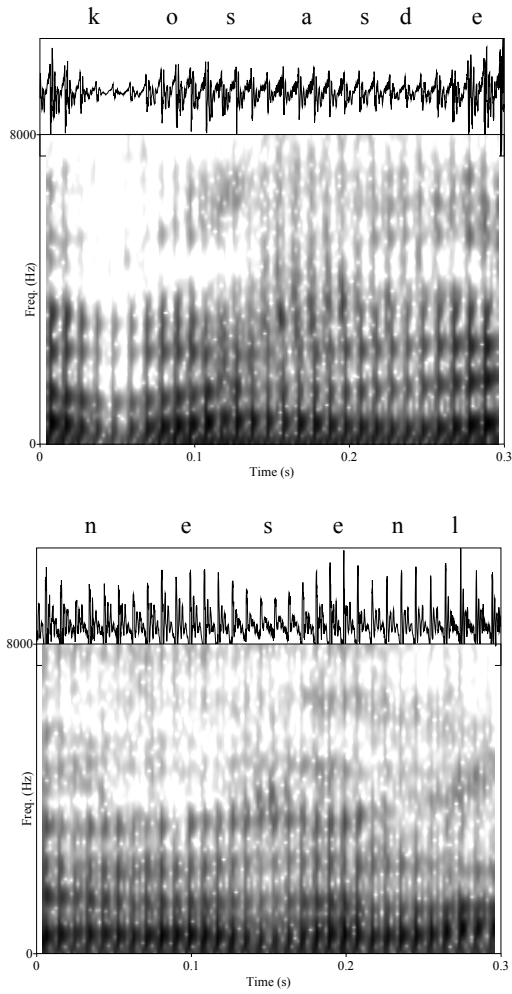 k o s a s d e
8000
Freq. (Hz)
0
0 0.1 0.2 0.3
Time (s)
n e s e n l
8000
Freq. (Hz)
0
0 0.1 0.2 0.3
Time (s)